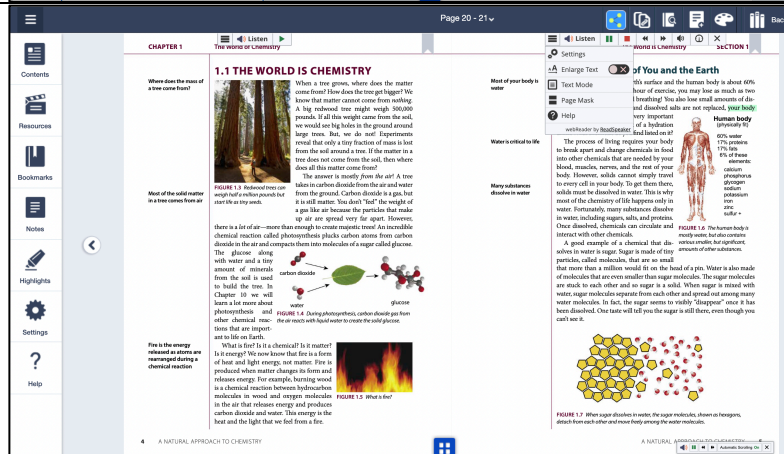 Page 20 - 21
Bac
Contents
Resources
Bookmarks
Notes
Highlights
Settings
Help
Listen
CHAPTER 1
The World of Chemistry
Where does the mass of
a tree come from?
Most of the solid matter
in a tree comes from air
Fire is the energy
released as atoms are
rearranged during a
chemical reaction
1.1 THE WORLD IS CHEMISTRY
When a tree grows, where does the matter
come from? How does the tree get bigger? We
know that matter cannot come from nothing.
A big redwood tree might weigh 500,000
pounds. If all this weight came from the soil,
we would see big holes in the ground around
large trees. But, we do not! Experiments
reveal that only a tiny fraction of mass is lost
from the soil around a tree. If the matter in a
tree does not come from the soil, then where
does all this matter come from?
The answer is mostly from the air! A tree
takes in carbon dioxide from the air and water
from the ground. Carbon dioxide is a gas, but
it is still matter. You don't "feel" the weight of
a gas like air because the particles that make
up air are spread very far apart. However,
FIGURE 1.3 Redwood trees can
weigh half a million pounds but
start life as tiny seeds.
there is a lot of air—more than enough to create majestic trees! An incredible
chemical reaction called photosynthesis plucks carbon atoms from carbon
dioxide in the air and compacts them into molecules of a sugar called glucose.
The glucose along
with water and a tiny
amount of minerals
from the soil is used
to build the tree. In
Chapter 10 we will
learn a lot more about
photosynthesis and
other chemical reac-
tions that are import-
ant to life on Earth.
carbon dioxide
water
glucose
FIGURE 1.4 During photosynthesis, carbon dioxide gas from
the air reacts with liquid water to create the solid glucose.
What is fire? Is it a chemical? Is it matter?
Is it energy? We now know that fire is a form
of heat and light energy, not matter. Fire is
produced when matter changes its form and
releases energy. For example, burning wood
is a chemical reaction between hydrocarbon
molecules in wood and oxygen molecules
in the air that releases energy and produces
carbon dioxide and water. This energy is the
heat and the light that we feel from a fire.
FIGURE 1.5 What is fire?
4 A NATURAL APPROACH TO CHEMISTRY
Listen
Settings
Enlarge Text
Text Mode
Page Mask
Help
webReader by ReadSpeaker
World is Chemistry
SECTION 1
Most of your body is
water
Water is critical to life
Many substances
dissolve in water
of You and the Earth
th's surface and the human body is about 60%
hour of exercise, you may lose as much as two
breathing! You also lose small amounts of dis-
and dissolved salts are not replaced, your body
very important
of a hydration
find listed on it?
The process of living requires your body
to break apart and change chemicals in food
into other chemicals that are needed by your
blood, muscles, nerves, and the rest of your
body. However, solids cannot simply travel
to every cell in your body. To get them there,
solids must be dissolved in water. This is why
most of the chemistry of life happens only in
water. Fortunately, many substances dissolve
in water, including sugars, salts, and proteins.
Once dissolved, chemicals can circulate and
interact with other chemicals.
Human body
(physically fit)
60% water
17% proteins
17% fats
6% of these
elements:
calcium
phosphorus
glycogen
sodium
potassium
iron
zinc
sulfur +
FIGURE 1.6 The human body is
mostly water, but also contains
various smaller, but significant,
amounts of other substances.
A good example of a chemical that dis-
solves in water is sugar. Sugar is made of tiny
particles, called molecules, that are so small
that more than a million would fit on the head of a pin. Water is also made
of molecules that are even smaller than sugar molecules. The sugar molecules
are stuck to each other and so sugar is a solid. When sugar is mixed with
water, sugar molecules separate from each other and spread out among many
water molecules. In fact, the sugar seems to visibly "disappear" once it has
been dissolved. One taste will tell you the sugar is still there, even though you
can't see it.
FIGURE 1.7 When sugar dissolves in water, the sugar molecules, shown as hexagons,
detach from each other and move freely among the water molecules.
A NATURAL APPROACH TO CHEMISTRY
Automatic Scrolling: On